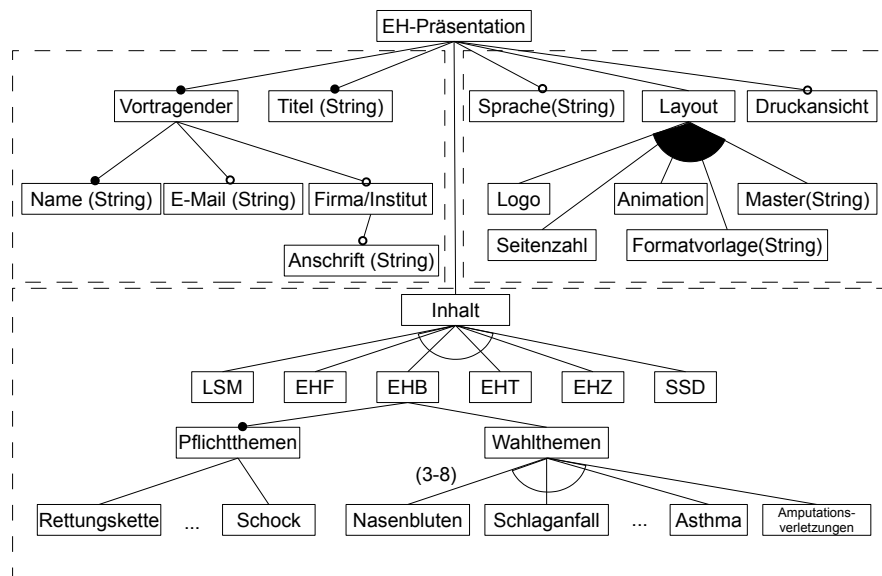 EH-Präsentation
Vortragender
Titel (String)
Sprache(String)
Layout
Druckansicht
Name (String)
E-Mail (String)
Firma/Institut
Logo
Animation
Master(String)
Anschrift (String)
Seitenzahl
Formatvorlage(String)
Inhalt
LSM
EHF
EHB
EHT
EHZ
SSD
Pflichtthemen
Wahlthemen
(3-8)
Rettungskette
...
Schock
Nasenbluten
Schlaganfall
...
Asthma
Amputations-
verletzungen